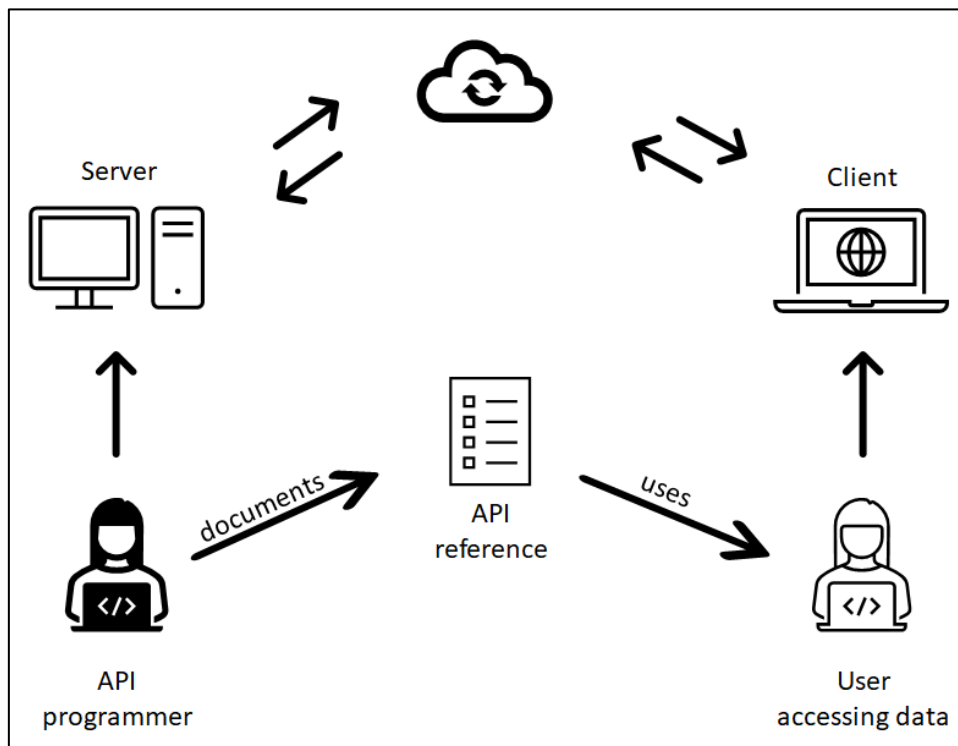 Server
Client
documents
uses
API
reference
</>
</>
API
programmer
User
accessing data